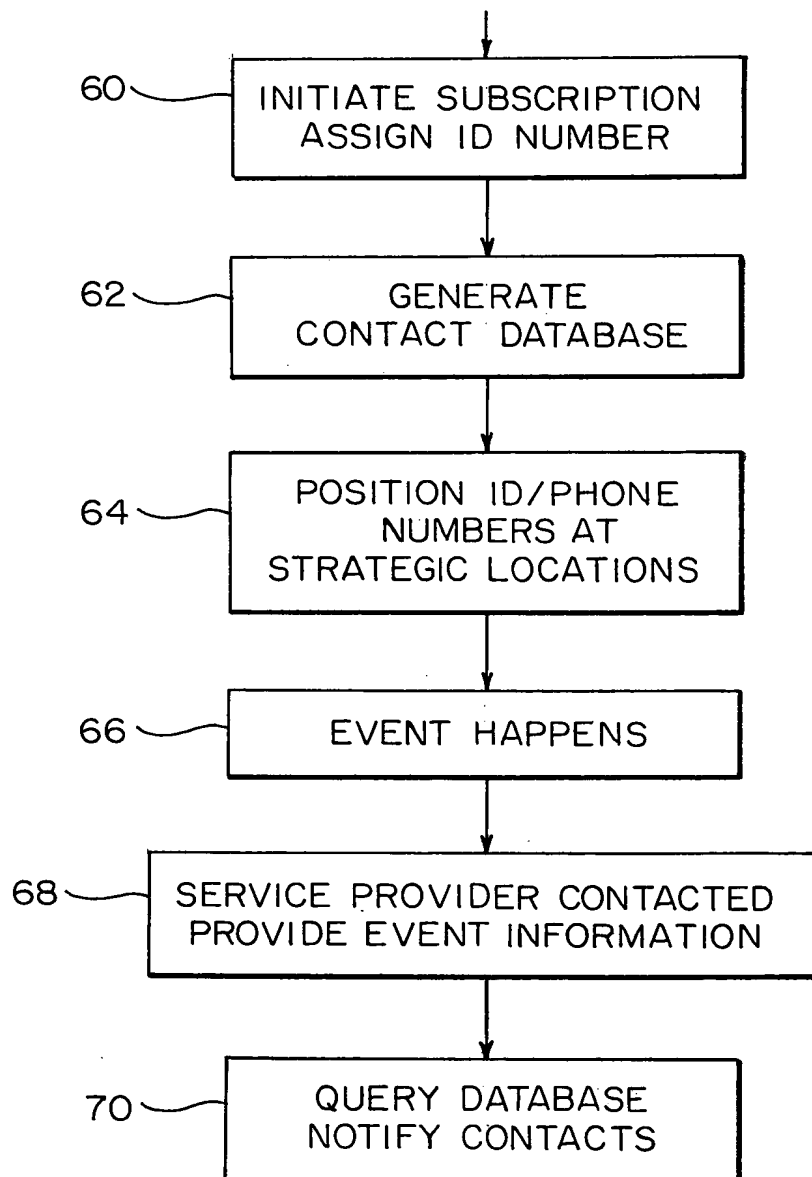 60
INITIATE SUBSCRIPTION
ASSIGN ID NUMBER
62
GENERATE
CONTACT DATABASE
64
POSITION ID/PHONE
NUMBERS AT
STRATEGIC LOCATIONS
66
EVENT HAPPENS
68
SERVICE PROVIDER CONTACTED
PROVIDE EVENT INFORMATION
70
QUERY DATABASE
NOTIFY CONTACTS